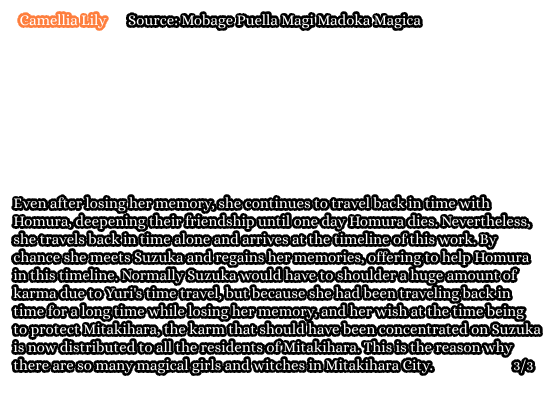 Camellia Lily Source: Mobage Puella Magi Madoka Magica
Even after losing her memory, she continues to travel back in time with
Homura, deepening their friendship until one day Homura dies. Nevertheless,
she travels back in time alone and arrives at the timeline of this work. By
chance she meets Suzuka and regains her memories, offering to help Homura
in this timeline. Normally Suzuka would have to shoulder a huge amount of
karma due to Yuri's time travel, but because she had been traveling back in
time for a long time while losing her memory, and her wish at the time being
to protect Mitakihara, the karm that should have been concentrated on Suzuka
is now distributed to all the residents of Mitakihara. This is the reason why
there are so many magical girls and witches in Mitakihara City. 3/3